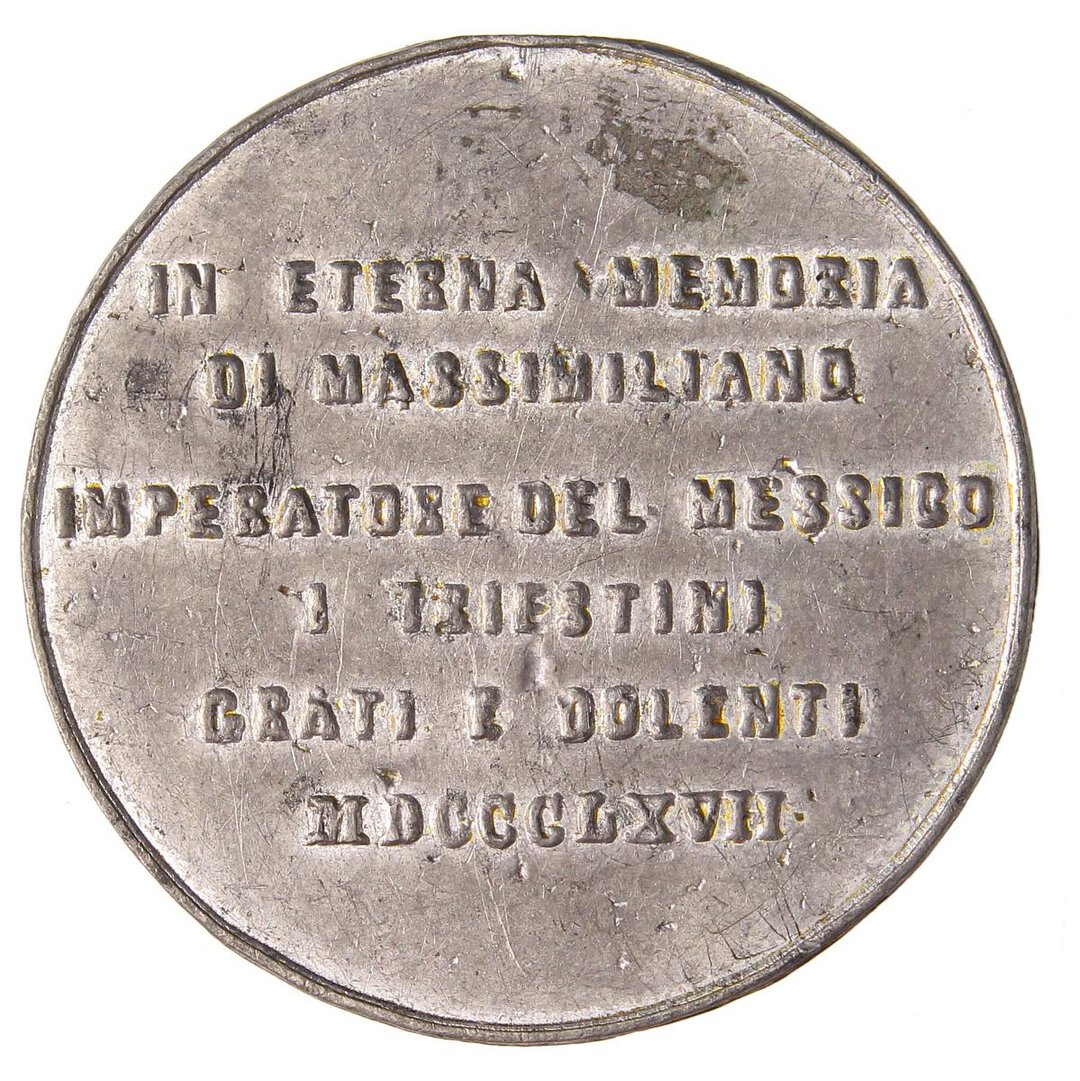 IN ETERNA MEMORIA
DI MASSIMILIANO
IMPERATORE DEL MESSICO
I TRIESTINI
GRATI E DOLENTI
MDCCCLXVII